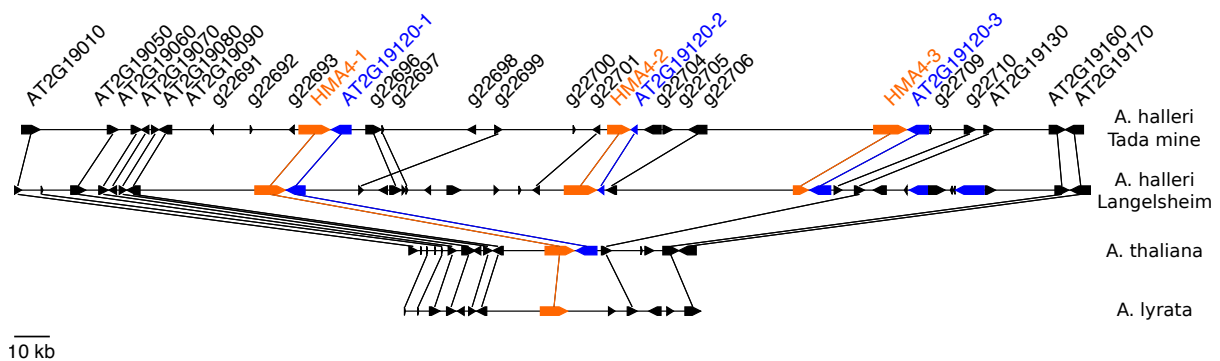 AT2G19010
AT2G19050
AT2G19060
AT2G19070
AT2G19080
AT2G19090
g22691
g22692
g22693
HMA4-1
AT2G19120-1
g22696
g22697
g22698
g22699
g22700
g22701
HMA4-2
AT2G19120-2
g22704
g22705
g22706
HMA4-3
AT2G19120-3
g22709
g22710
AT2G19130
AT2G19160
AT2G19170
A. halleri
Tada mine
A. halleri
Langelsheim
A. thaliana
A. lyrata
10 kb